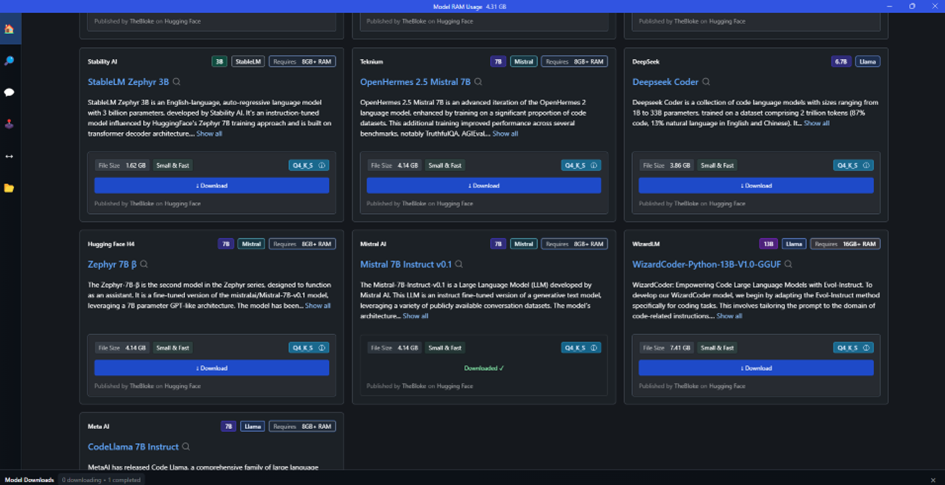 Model RAM Usage 4.31 GB
Published by TheBloke on Hugging Face
Published by TheBloke on Hugging Face
Published by TheBloke on Hugging Face
Stability AI 3B StableLM Requires 8GB+ RAM
StableLM Zephyr 3B
StableLM Zephyr 3B is an English-language, auto-regressive language model
with 3 billion parameters, developed by Stability AI. It's an instruction-tuned
model influenced by HuggingFace's Zephyr 7B training approach and is built on
transformer decoder architecture.... Show all
File Size 1.62 GB Small & Fast Q4_K_S
↓ Download
Published by TheBloke on Hugging Face
Teknium 7B Mistral Requires 8GB+ RAM
OpenHermes 2.5 Mistral 7B
OpenHermes 2.5 Mistral 7B is an advanced iteration of the OpenHermes 2
language model, enhanced by training on a significant proportion of code
datasets. This additional training improved performance across several
benchmarks, notably TruthfulQA, AGIEval,... Show all
File Size 4.14 GB Small & Fast Q4_K_S
↓ Download
Published by TheBloke on Hugging Face
DeepSeek 6.7B Llama
Deepseek Coder
Deepseek Coder is a collection of code language models with sizes ranging from
1B to 33B parameters, trained on a dataset comprising 2 trillion tokens (87%
code, 13% natural language in English and Chinese). It... Show all
File Size 3.86 GB Small & Fast Q4_K_S
↓ Download
Published by TheBloke on Hugging Face
Hugging Face H4 7B Mistral Requires 8GB+ RAM
Zephyr 7B β
The Zephyr-7B-β is the second model in the Zephyr series, designed to function
as an assistant. It is a fine-tuned version of the mistralai/Mistral-7B-v0.1 model,
leveraging a 7B parameter GPT-like architecture. The model has been... Show all
File Size 4.14 GB Small & Fast Q4_K_S
↓ Download
Published by TheBloke on Hugging Face
Mistral AI 7B Mistral Requires 8GB+ RAM
Mistral 7B Instruct v0.1
The Mistral-7B-Instruct-v0.1 is a Large Language Model (LLM) developed by
Mistral AI. This LLM is an instruct fine-tuned version of a generative text model,
leveraging a variety of publicly available conversation datasets. The model's
architecture... Show all
File Size 4.14 GB Small & Fast Q4_K_S
Downloaded ✓
Published by TheBloke on Hugging Face
WizardLM 13B Llama Requires 16GB+ RAM
WizardCoder-Python-13B-V1.0-GGUF
WizardCoder: Empowering Code Large Language Models with Evol-Instruct. To
develop our WizardCoder model, we begin by adapting the Evol-Instruct method
specifically for coding tasks. This involves tailoring the prompt to the domain of
code-related instructions.... Show all
File Size 7.41 GB Small & Fast Q4_K_S
↓ Download
Published by TheBloke on Hugging Face
Meta AI 7B Llama Requires 8GB+ RAM
CodeLlama 7B Instruct
MetaAI has released Code Llama, a comprehensive family of large language
Model Downloads 0 downloading • 1 completed